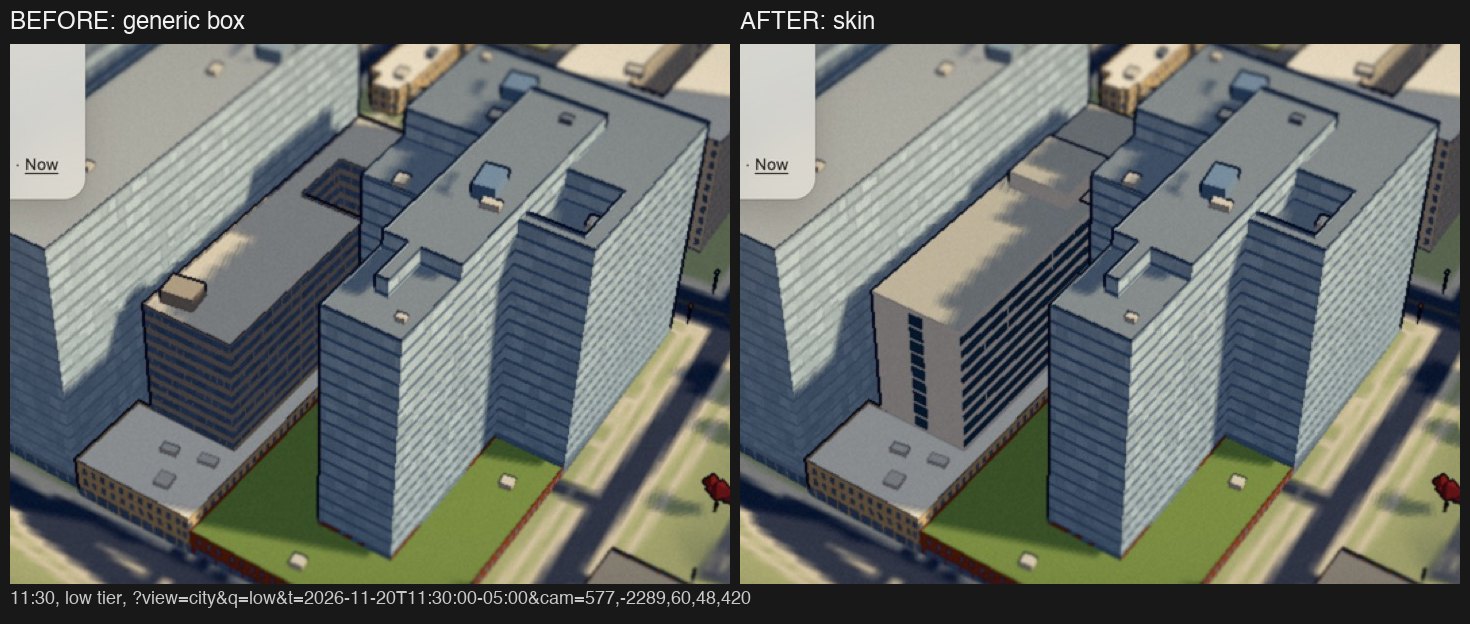 BEFORE: generic box
AFTER: skin
· Now
· Now
11:30, low tier, ?view=city&q=low&t=2026-11-20T11:30:00-05:00&cam=577,-2289,60,48,420